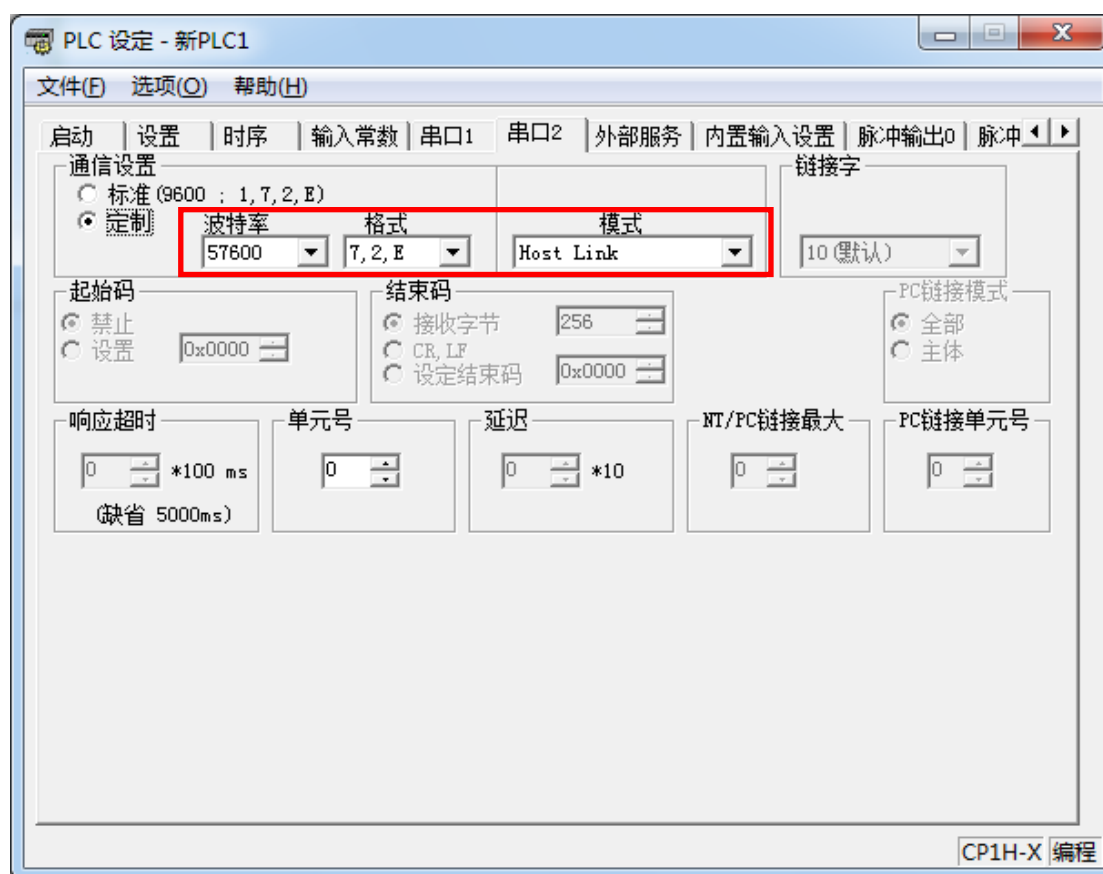 PLC 设定 - 新PLC1
文件(F) 选项(O) 帮助(H)
启动 设置 时序 输入常数 串口1 串口2 外部服务 内置输入设置 脉冲输出0 脉冲
通信设置
标准(9600 ; 1,7,2,E)
定制
波特率 格式 模式
57600 7,2,E Host Link
链接字
10(默认)
起始码
禁止
设置 0x0000
结束码
接收字节 256
CR,LF
设定结束码 0x0000
PC链接模式
全部
主体
响应超时
0 *100 ms
(缺省 5000ms)
单元号
0
延迟
0 *10
NT/PC链接最大
0
PC链接单元号
0
CP1H-X 编程